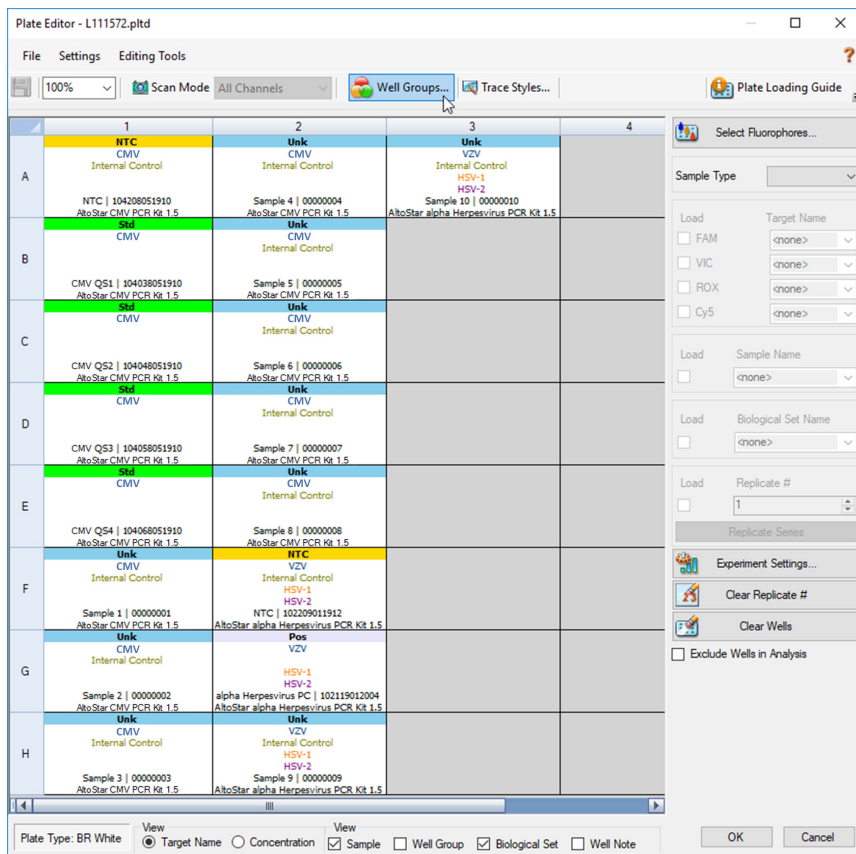 Plate Editor - L111572.pltd
File Settings Editing Tools
100% Scan Mode All Channels Well Groups... Trace Styles... Plate Loading Guide
1 2 3 4
A
NTC
CMV
Internal Control
NTC | 104208051910
AltoStar CMV PCR Kit 1.5
Unk
CMV
Internal Control
Sample 4 | 00000004
AltoStar CMV PCR Kit 1.5
Unk
VZV
Internal Control
HSV-1
HSV-2
Sample 10 | 00000010
AltoStar alpha Herpesvirus PCR Kit 1.5
B
Std
CMV
CMV QS1 | 104038051910
AltoStar CMV PCR Kit 1.5
Unk
CMV
Internal Control
Sample 5 | 00000005
AltoStar CMV PCR Kit 1.5
C
Std
CMV
CMV QS2 | 104048051910
AltoStar CMV PCR Kit 1.5
Unk
CMV
Internal Control
Sample 6 | 00000006
AltoStar CMV PCR Kit 1.5
D
Std
CMV
CMV QS3 | 104058051910
AltoStar CMV PCR Kit 1.5
Unk
CMV
Internal Control
Sample 7 | 00000007
AltoStar CMV PCR Kit 1.5
E
Std
CMV
CMV QS4 | 104068051910
AltoStar CMV PCR Kit 1.5
Unk
CMV
Internal Control
Sample 8 | 00000008
AltoStar CMV PCR Kit 1.5
F
Unk
CMV
Internal Control
Sample 1 | 00000001
AltoStar CMV PCR Kit 1.5
NTC
VZV
Internal Control
HSV-1
HSV-2
NTC | 102209011912
AltoStar alpha Herpesvirus PCR Kit 1.5
G
Unk
CMV
Internal Control
Sample 2 | 00000002
AltoStar CMV PCR Kit 1.5
Pos
VZV
HSV-1
HSV-2
alpha Herpesvirus PC | 102119012004
AltoStar alpha Herpesvirus PCR Kit 1.5
H
Unk
CMV
Internal Control
Sample 3 | 00000003
AltoStar CMV PCR Kit 1.5
Unk
VZV
Internal Control
HSV-1
HSV-2
Sample 9 | 00000009
AltoStar alpha Herpesvirus PCR Kit 1.5
Select Fluorophores...
Sample Type
Load Target Name
FAM <none>
VIC <none>
ROX <none>
Cy5 <none>
Load Sample Name
<none>
Load Biological Set Name
<none>
Load Replicate #
1
Replicate Series
Experiment Settings...
Clear Replicate #
Clear Wells
Exclude Wells in Analysis
Plate Type: BR White
View
Target Name Concentration
View
Sample Well Group Biological Set Well Note
OK Cancel